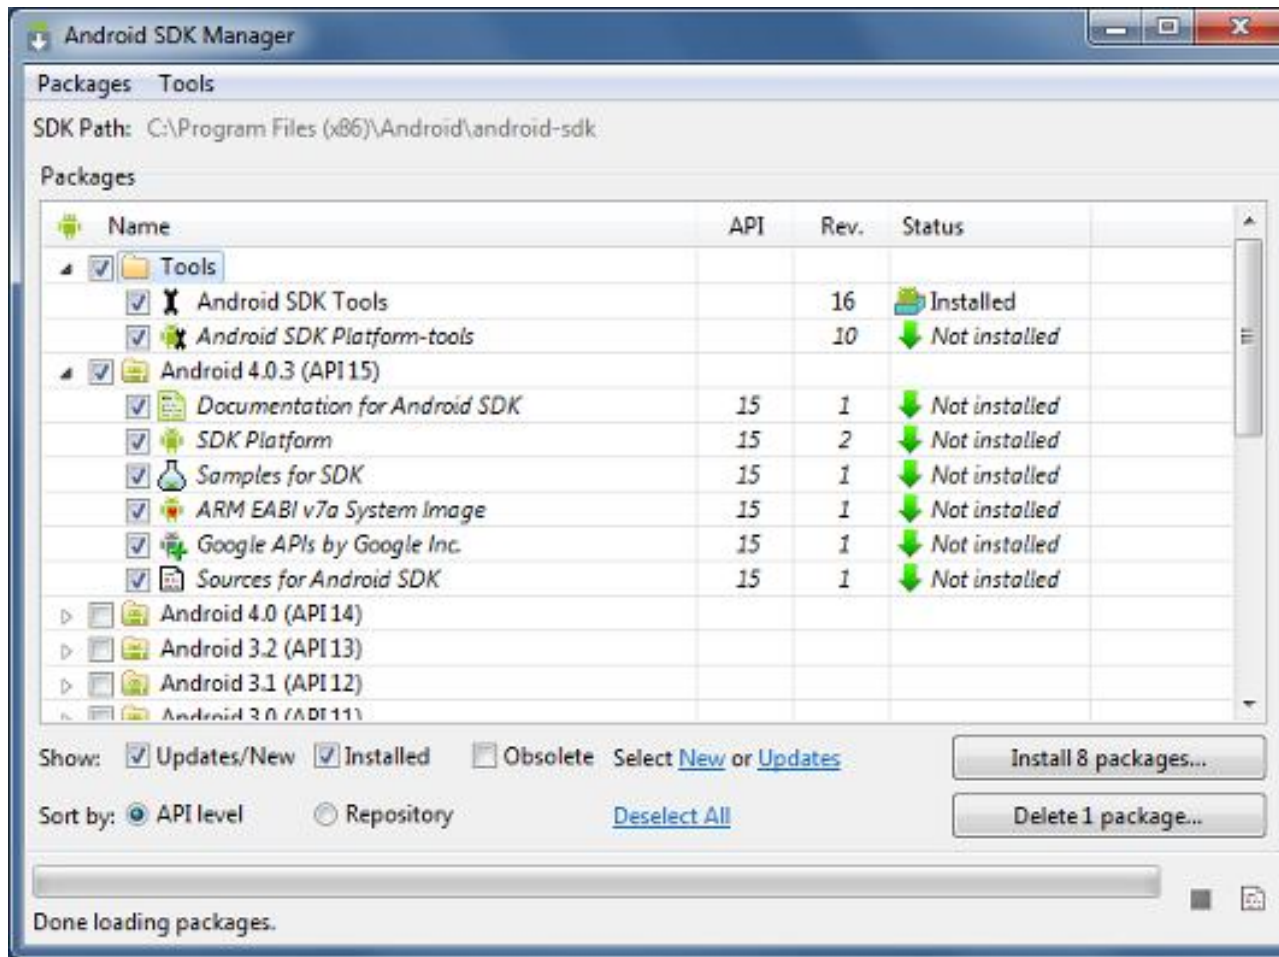 Android SDK Manager
Packages Tools
SDK Path: C:\Program Files (x86)\Android\android-sdk
Packages
Name API Rev. Status
Tools
Android SDK Tools 16 Installed
Android SDK Platform-tools 10 Not installed
Android 4.0.3 (API 15)
Documentation for Android SDK 15 1 Not installed
SDK Platform 15 2 Not installed
Samples for SDK 15 1 Not installed
ARM EABI v7a System Image 15 1 Not installed
Google APIs by Google Inc. 15 1 Not installed
Sources for Android SDK 15 1 Not installed
Android 4.0 (API 14)
Android 3.2 (API 13)
Android 3.1 (API 12)
Android 3.0 (API 11)
Show: Updates/New Installed Obsolete Select New or Updates Install 8 packages...
Sort by: API level Repository Deselect All Delete 1 package...
Done loading packages.